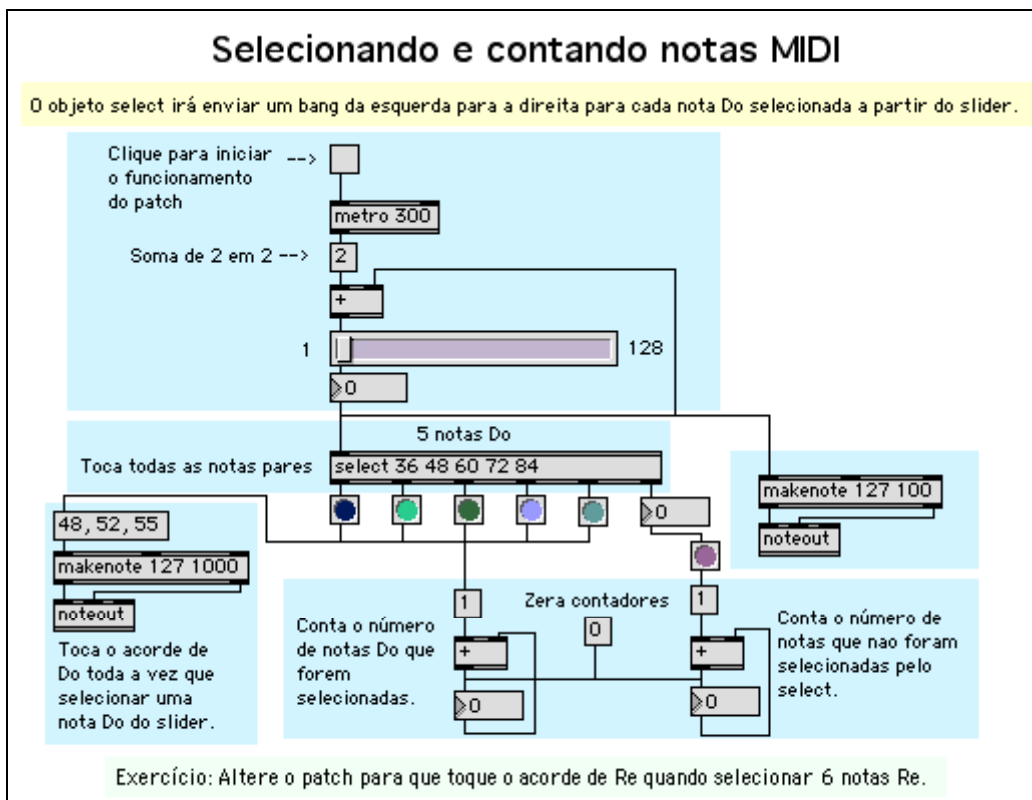 Selecionando e contando notas MIDI
O objeto select irá enviar um bang da esquerda para a direita para cada nota Do selecionada a partir do slider.
Clique para iniciar -->
o funcionamento
do patch
metro 300
Soma de 2 em 2 --> 2
+
1 128
0
5 notas Do
Toca todas as notas pares select 36 48 60 72 84
0
makenote 127 100
noteout
48, 52, 55
makenote 127 1000
noteout
Toca o acorde de
Do toda a vez que
selecionar uma
nota Do do slider.
1
Conta o número
de notas Do que
forem
selecionadas.
+
0
Zera contadores
0
1
+
0
Conta o número de
notas que nao foram
selecionadas pelo
select.
Exercício: Altere o patch para que toque o acorde de Re quando selecionar 6 notas Re.